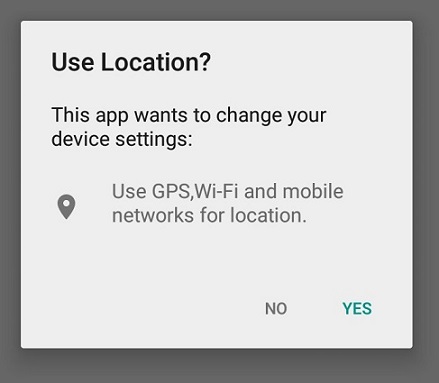 Use Location?
This app wants to change your
device settings:
Use GPS,Wi-Fi and mobile
networks for location.
NO
YES